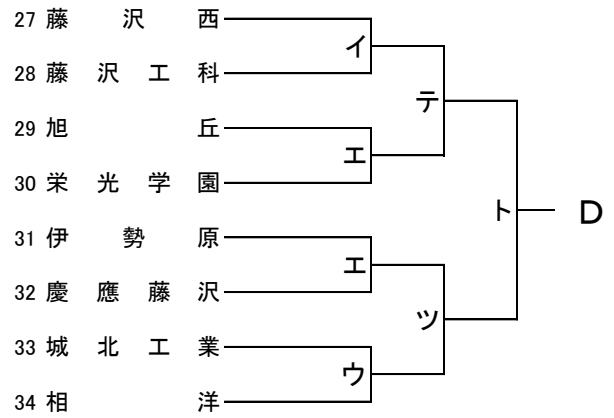 27 藤沢西
イ
28 藤沢工科
テ
29 旭丘
エ
30 栄光学園
ト D
31 伊勢原
エ
32 慶應藤沢
ツ
33 城北工業
ウ
34 相洋